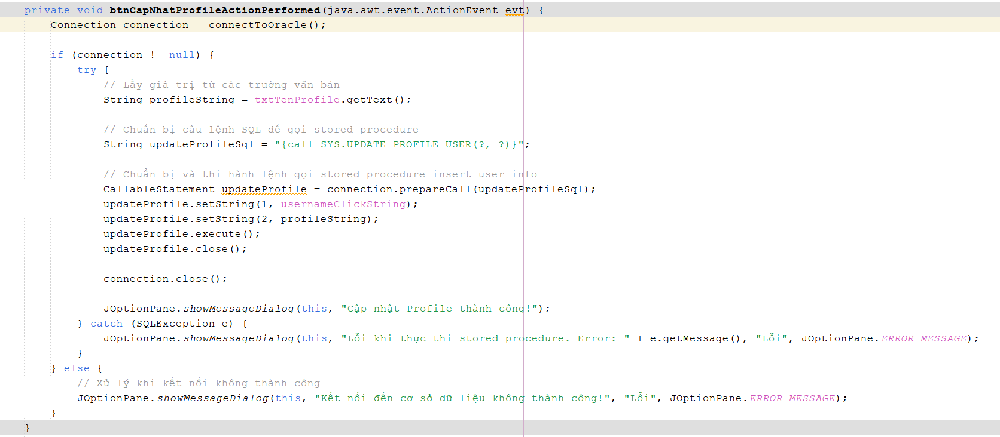 private void btnCapNhatProfileActionPerformed(java.awt.event.ActionEvent evt) {
    Connection connection = connectToOracle();

    if (connection != null) {
        try {
            // Lấy giá trị từ các trường văn bản
            String profileString = txtTenProfile.getText();

            // Chuẩn bị câu lệnh SQL để gọi stored procedure
            String updateProfileSql = "{call SYS.UPDATE_PROFILE_USER(?, ?)}";

            // Chuẩn bị và thi hành lệnh gọi stored procedure insert_user_info
            CallableStatement updateProfile = connection.prepareCall(updateProfileSql);
            updateProfile.setString(1, usernameClickString);
            updateProfile.setString(2, profileString);
            updateProfile.execute();
            updateProfile.close();

            connection.close();

            JOptionPane.showMessageDialog(this, "Cập nhật Profile thành công!");
        } catch (SQLException e) {
            JOptionPane.showMessageDialog(this, "Lỗi khi thực thi stored procedure. Error: " + e.getMessage(), "Lỗi", JOptionPane.ERROR_MESSAGE);
        }
    } else {
        // Xử lý khi kết nối không thành công
        JOptionPane.showMessageDialog(this, "Kết nối đến cơ sở dữ liệu không thành công!", "Lỗi", JOptionPane.ERROR_MESSAGE);
    }
}